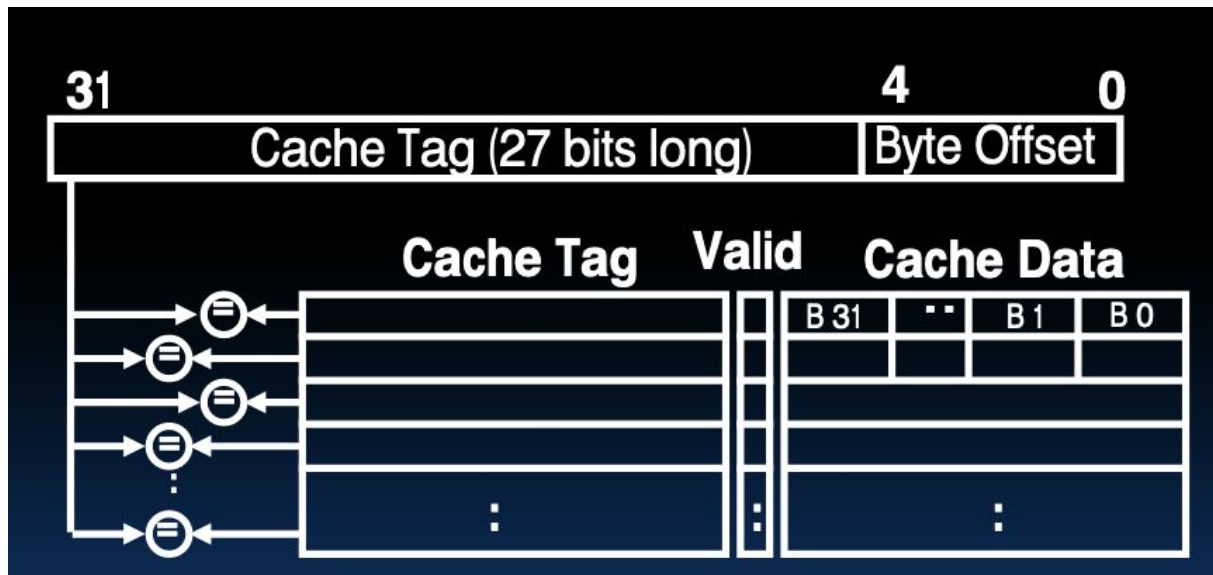 31 4 0
Cache Tag (27 bits long) Byte Offset
Cache Tag Valid Cache Data
= B 31 ·· B 1 B 0
=
=
=
:
: : :
=